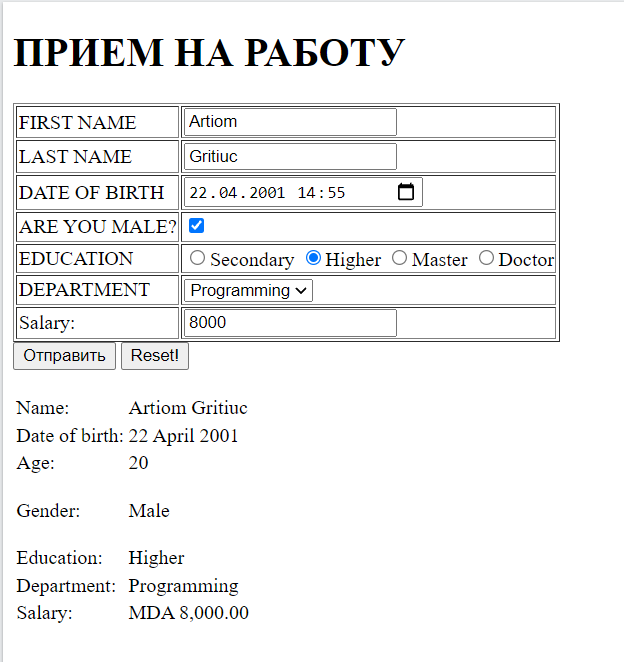 ПРИЕМ НА РАБОТУ
FIRST NAME Artiom
LAST NAME Gritiuc
DATE OF BIRTH 22.04.2001 14:55
ARE YOU MALE?
EDUCATION Secondary Higher Master Doctor
DEPARTMENT Programming
Salary: 8000
Отправить Reset!
Name: Artiom Gritiuc
Date of birth: 22 April 2001
Age: 20
Gender: Male
Education: Higher
Department: Programming
Salary: MDA 8,000.00